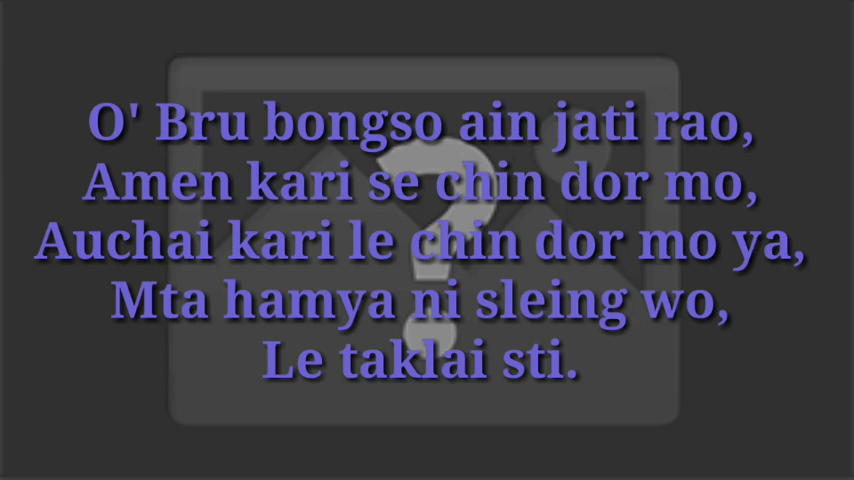 O' Bru bongso ain jati rao,
Amen kari se chin dor mo,
Auchai kari le chin dor mo ya,
Mta hamya ni sleing wo,
Le taklai sti.